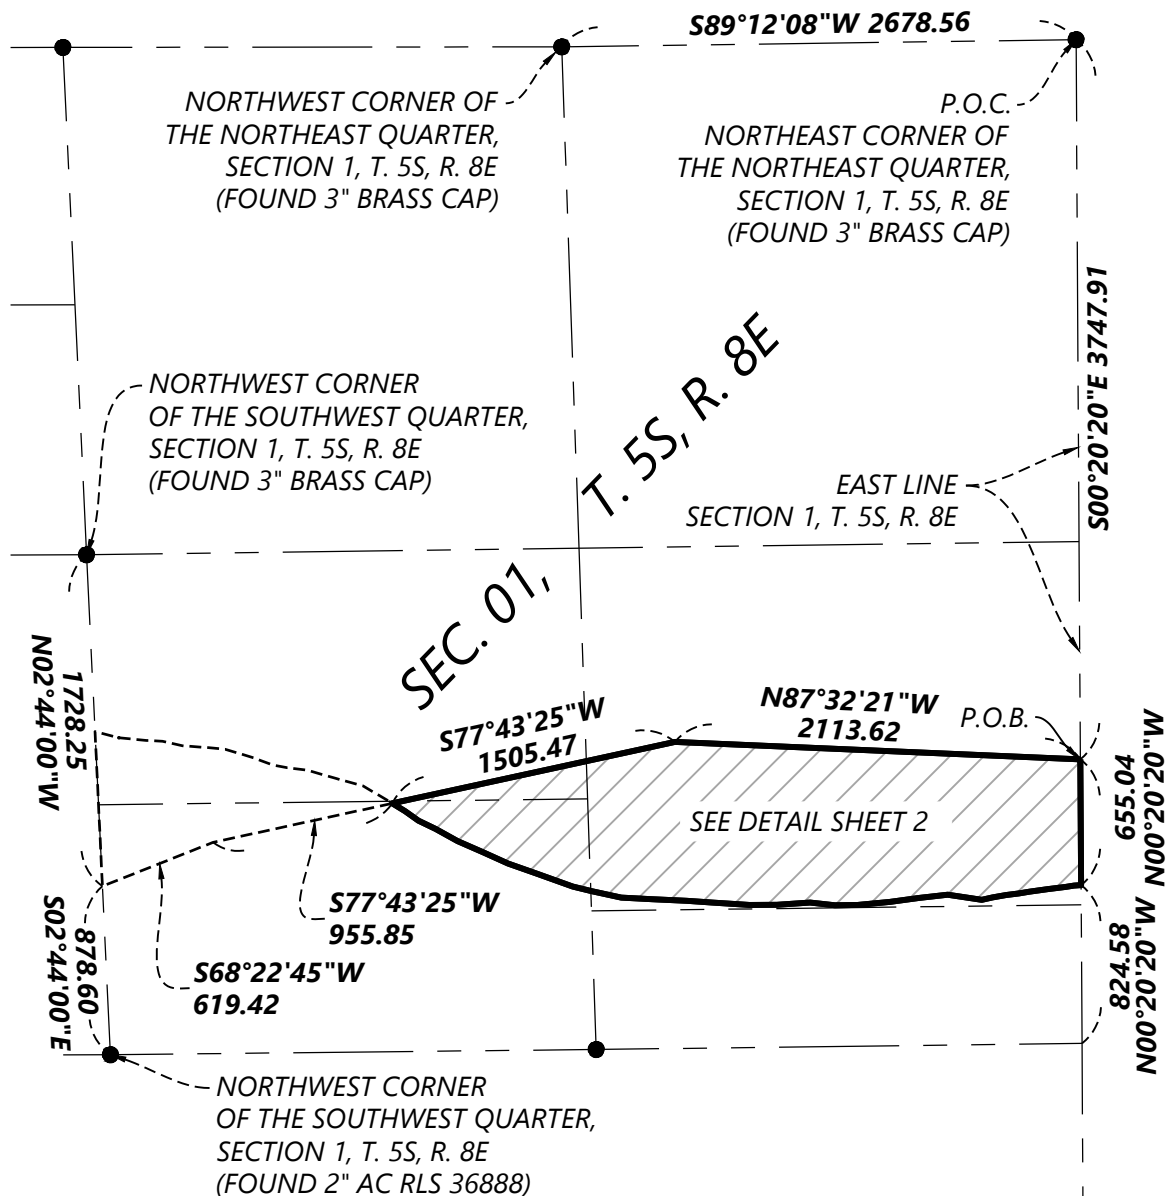 S89°12'08"W 2678.56
NORTHWEST CORNER OF
THE NORTHEAST QUARTER,
SECTION 1, T. 5S, R. 8E
(FOUND 3" BRASS CAP)
P.O.C.
NORTHEAST CORNER OF
THE NORTHEAST QUARTER,
SECTION 1, T. 5S, R. 8E
(FOUND 3" BRASS CAP)
S00°20'20"E 3747.91
NORTHWEST CORNER
OF THE SOUTHWEST QUARTER,
SECTION 1, T. 5S, R. 8E
(FOUND 3" BRASS CAP)
SEC. 01, T. 5S, R. 8E
EAST LINE
SECTION 1, T. 5S, R. 8E
1728.25
N02°44'00"W
S77°43'25"W
1505.47
N87°32'21"W
2113.62
P.O.B.
655.04
N00°20'20"W
SEE DETAIL SHEET 2
S77°43'25"W
955.85
S68°22'45"W
619.42
878.60
S02°44'00"E
824.58
N00°20'20"W
NORTHWEST CORNER
OF THE SOUTHWEST QUARTER,
SECTION 1, T. 5S, R. 8E
(FOUND 2" AC RLS 36888)